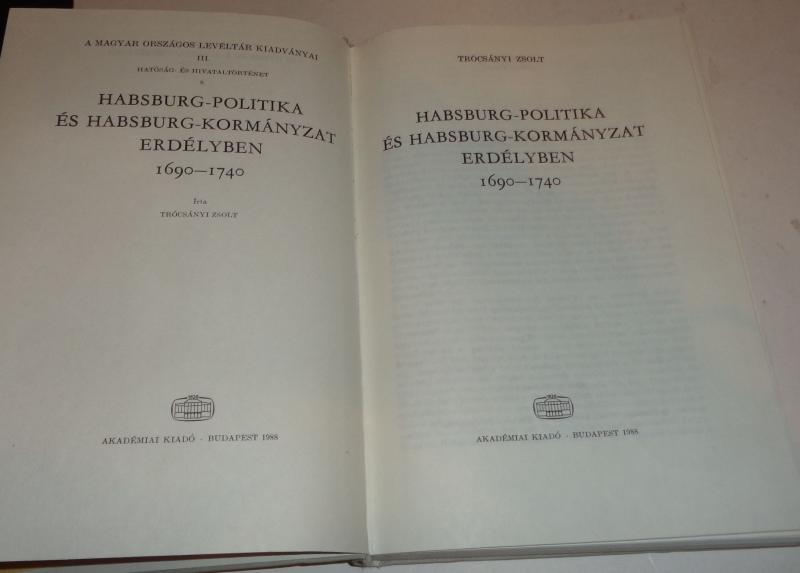 A MAGYAR ORSZÁGOS LEVÉLTÁR KIADVÁNYAI
III.
HATÓSÁG- ÉS HIVATALTÖRTÉNET
HABSBURG-POLITIKA
ÉS HABSBURG-KORMÁNYZAT
ERDÉLYBEN
1690—1740
Írta
TRÓCSÁNYI ZSOLT
AKADÉMIAI KIADÓ · BUDAPEST 1988
TRÓCSÁNYI ZSOLT
HABSBURG-POLITIKA
ÉS HABSBURG-KORMÁNYZAT
ERDÉLYBEN
1690—1740
AKADÉMIAI KIADÓ · BUDAPEST 1988